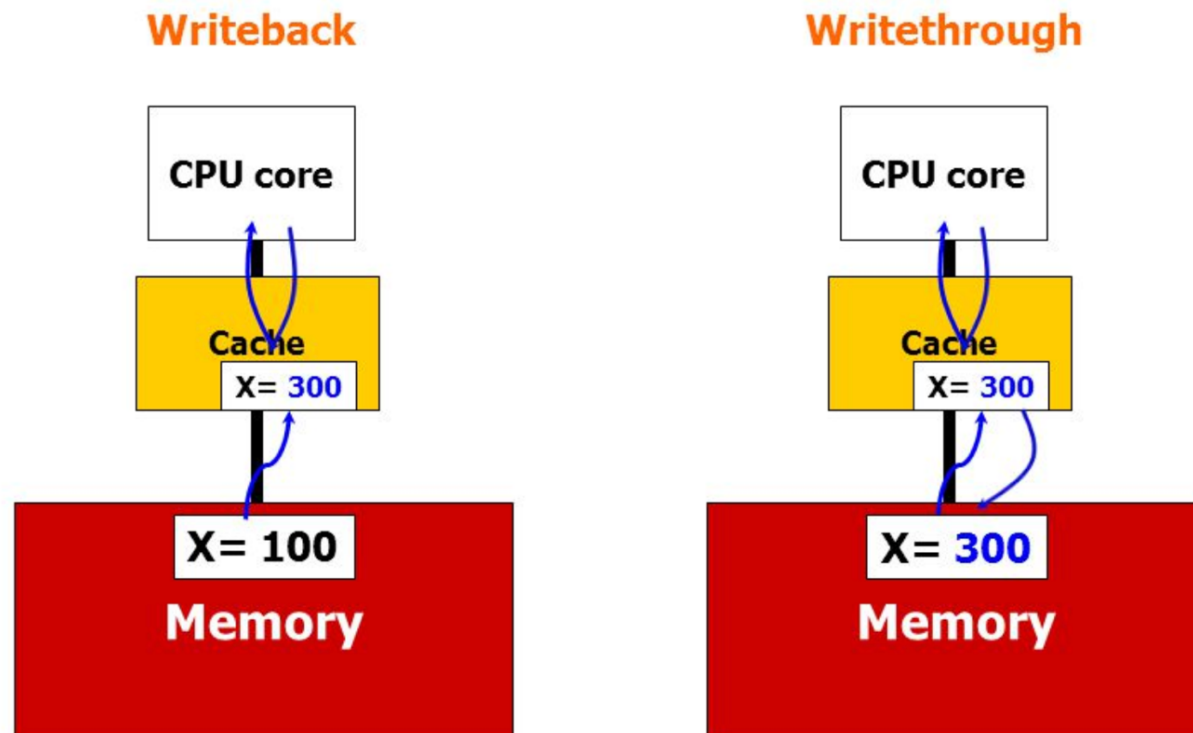 Writeback
CPU core
Cache
X= 300
X= 100
Memory
Writethrough
CPU core
Cache
X= 300
X= 300
Memory